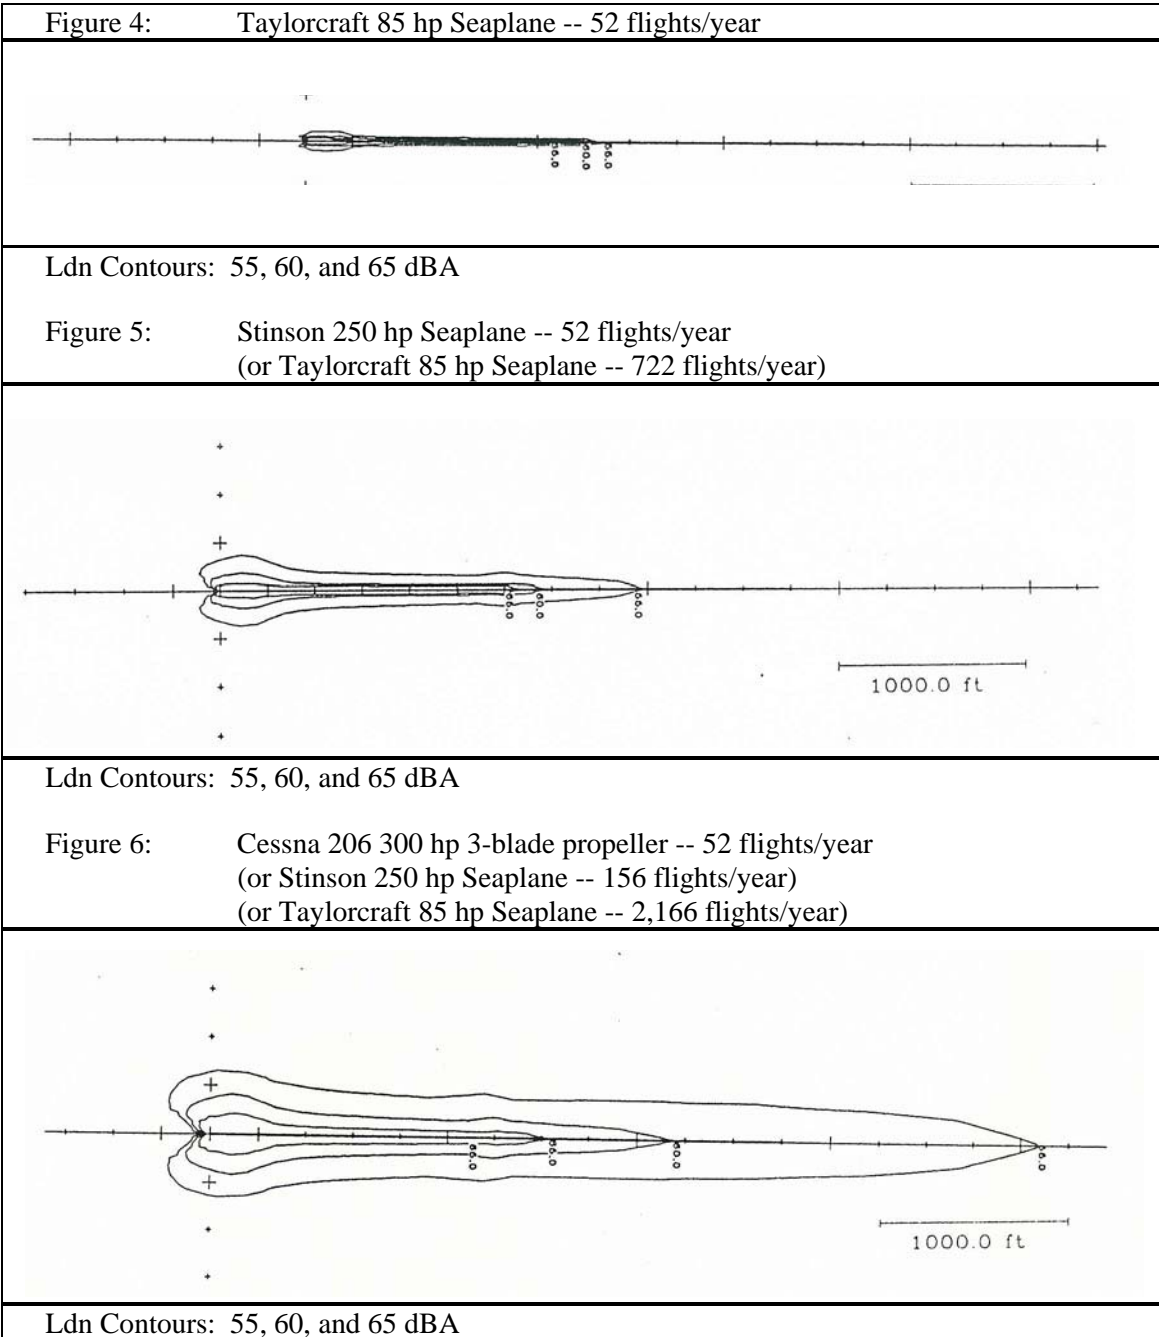 Figure 4: Taylorcraft 85 hp Seaplane -- 52 flights/year
Ldn Contours: 55, 60, and 65 dBA
Figure 5: Stinson 250 hp Seaplane -- 52 flights/year
(or Taylorcraft 85 hp Seaplane -- 722 flights/year)
1000.0 ft
Ldn Contours: 55, 60, and 65 dBA
Figure 6: Cessna 206 300 hp 3-blade propeller -- 52 flights/year
(or Stinson 250 hp Seaplane -- 156 flights/year)
(or Taylorcraft 85 hp Seaplane -- 2,166 flights/year)
1000.0 ft
Ldn Contours: 55, 60, and 65 dBA